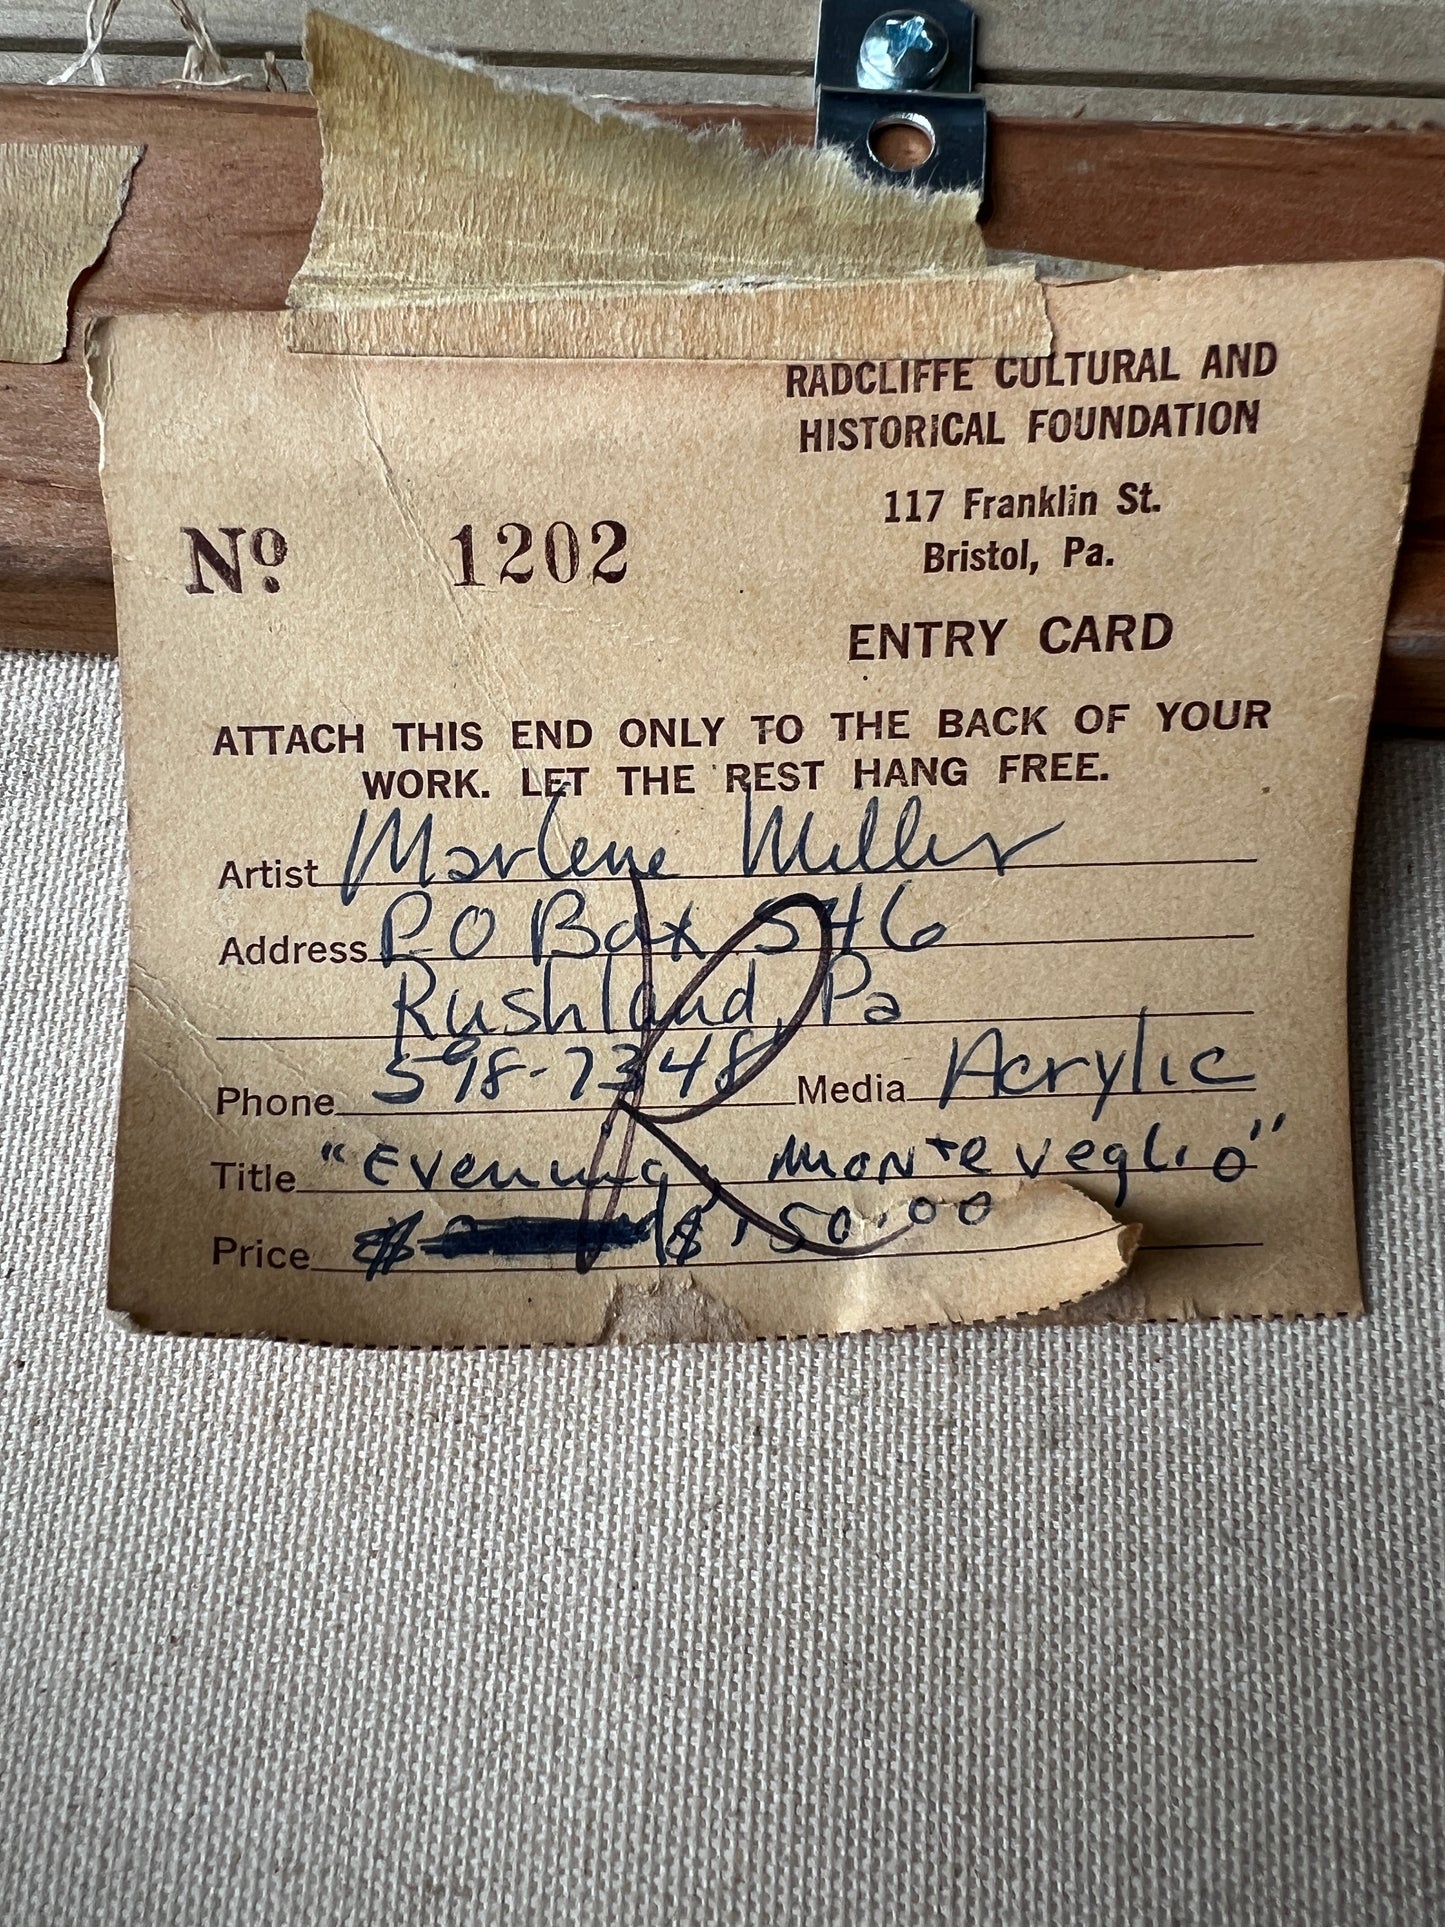 RADCLIFFE CULTURAL AND
HISTORICAL FOUNDATION
117 Franklin St.
Bristol, Pa.
Nº 1202
ENTRY CARD
ATTACH THIS END ONLY TO THE BACK OF YOUR
WORK. LET THE REST HANG FREE.
Artist Marlene Miller
Address P.O Box 546
Rushland, Pa
Phone 598-7348 Media Acrylic
Title "Evening, Monteveglio"
Price $ $150.00
R